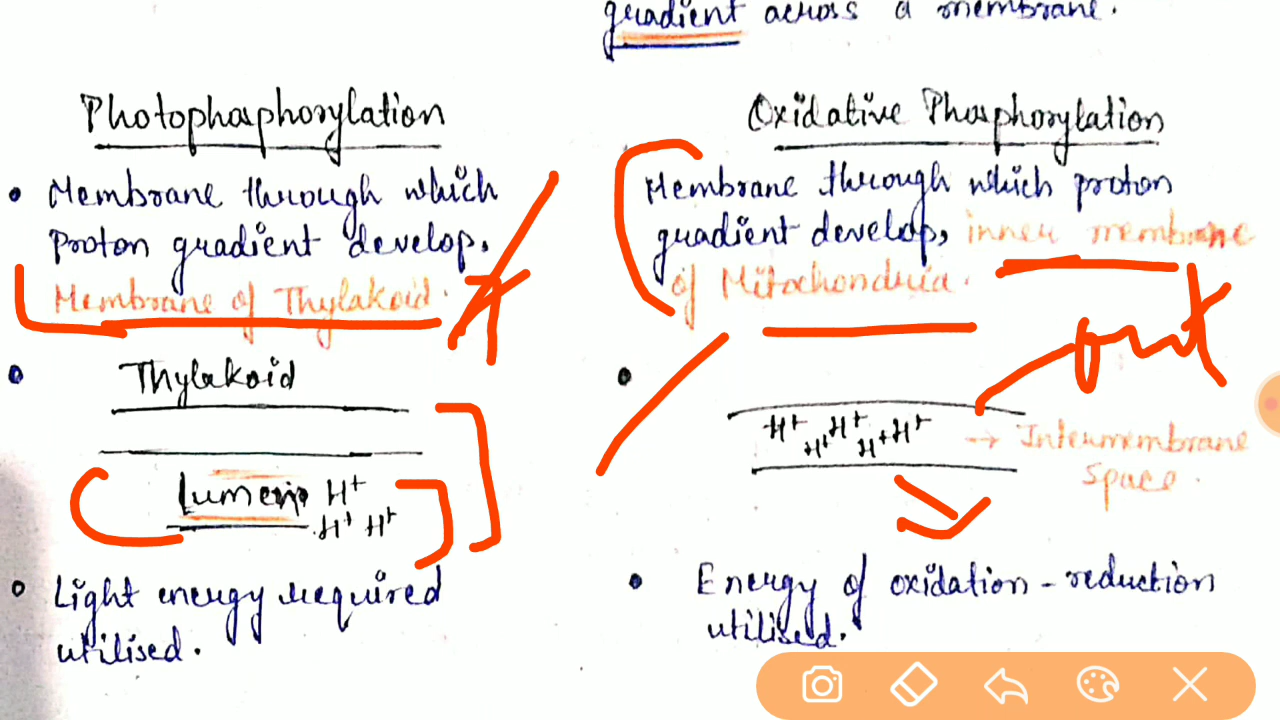 gradient across a membrane.
Photophosphorylation
• Membrane through which
Proton gradient develop,
Membrane of Thylakoid.
• Thylakoid
Lumen H+
H+ H+
• Light energy required
utilised.
Oxidative Phosphorylation
Membrane through which proton
gradient develop, inner membrane
of Mitochondria.
out
• H+ H+ H+ H+ H+ → Intermembrane
Space.
• Energy of oxidation-reduction
utilised.